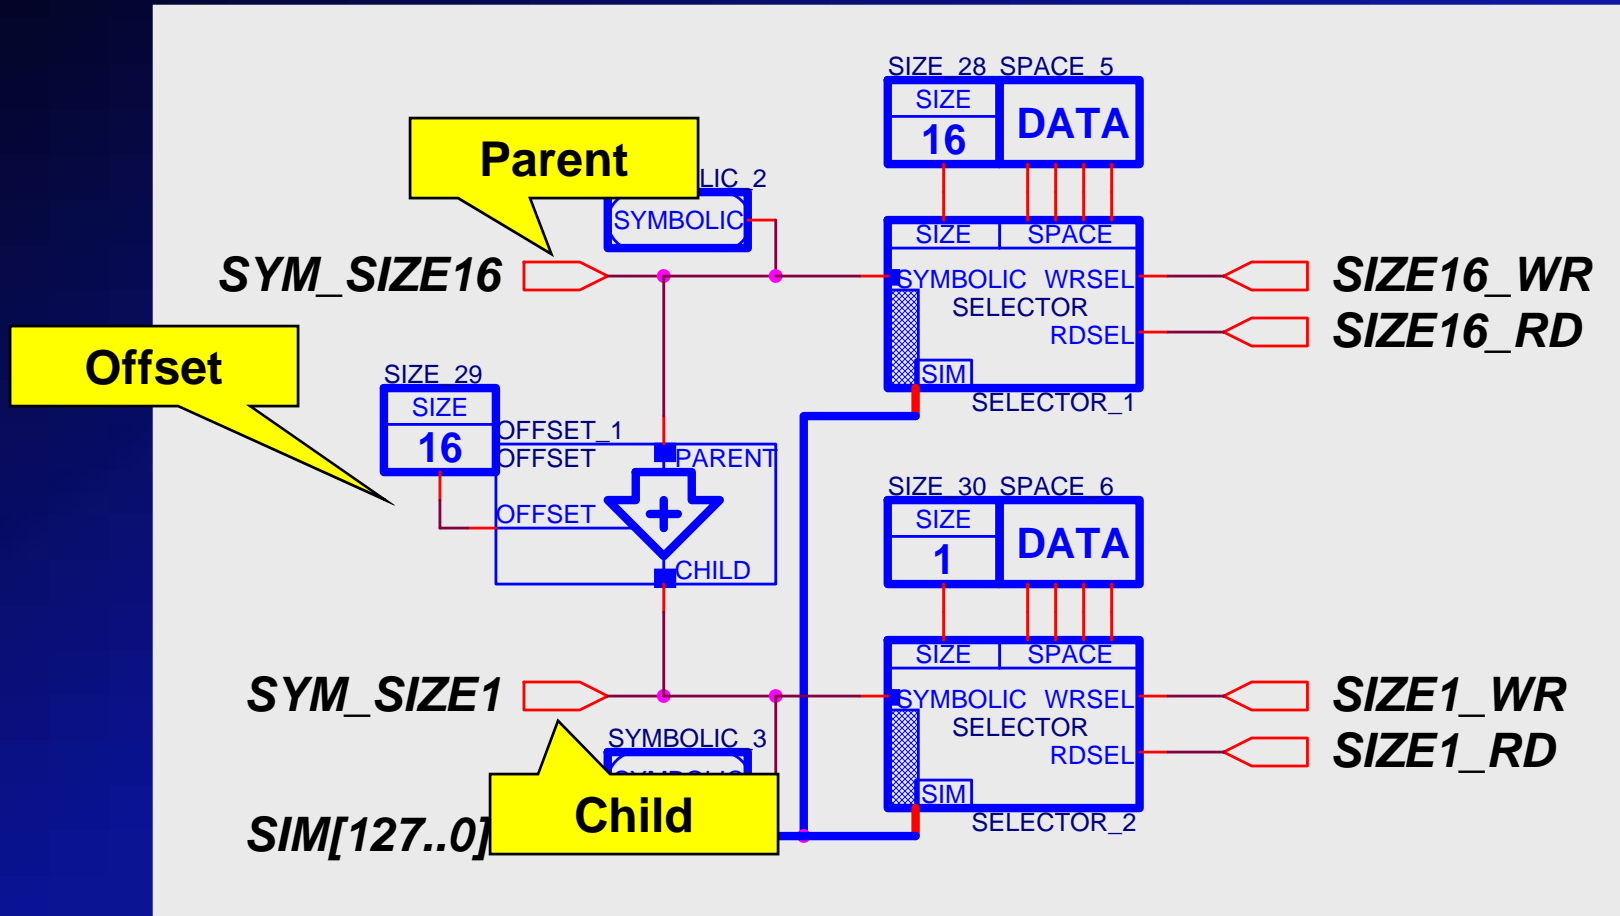 SIZE_28 SPACE_5
SIZE
16
DATA
Parent
LIC_2
SYMBOLIC
SIZE SPACE
SYM_SIZE16
SYMBOLIC WRSEL
SELECTOR
RDSEL
SIM
SELECTOR_1
SIZE16_WR
SIZE16_RD
Offset
SIZE_29
SIZE
16
OFFSET_1
OFFSET
PARENT
OFFSET
+
CHILD
SIZE_30 SPACE_6
SIZE
1
DATA
SIZE SPACE
SYM_SIZE1
SYMBOLIC WRSEL
SELECTOR
RDSEL
SIM
SELECTOR_2
SIZE1_WR
SIZE1_RD
SYMBOLIC_3
Child
SIM[127..0]